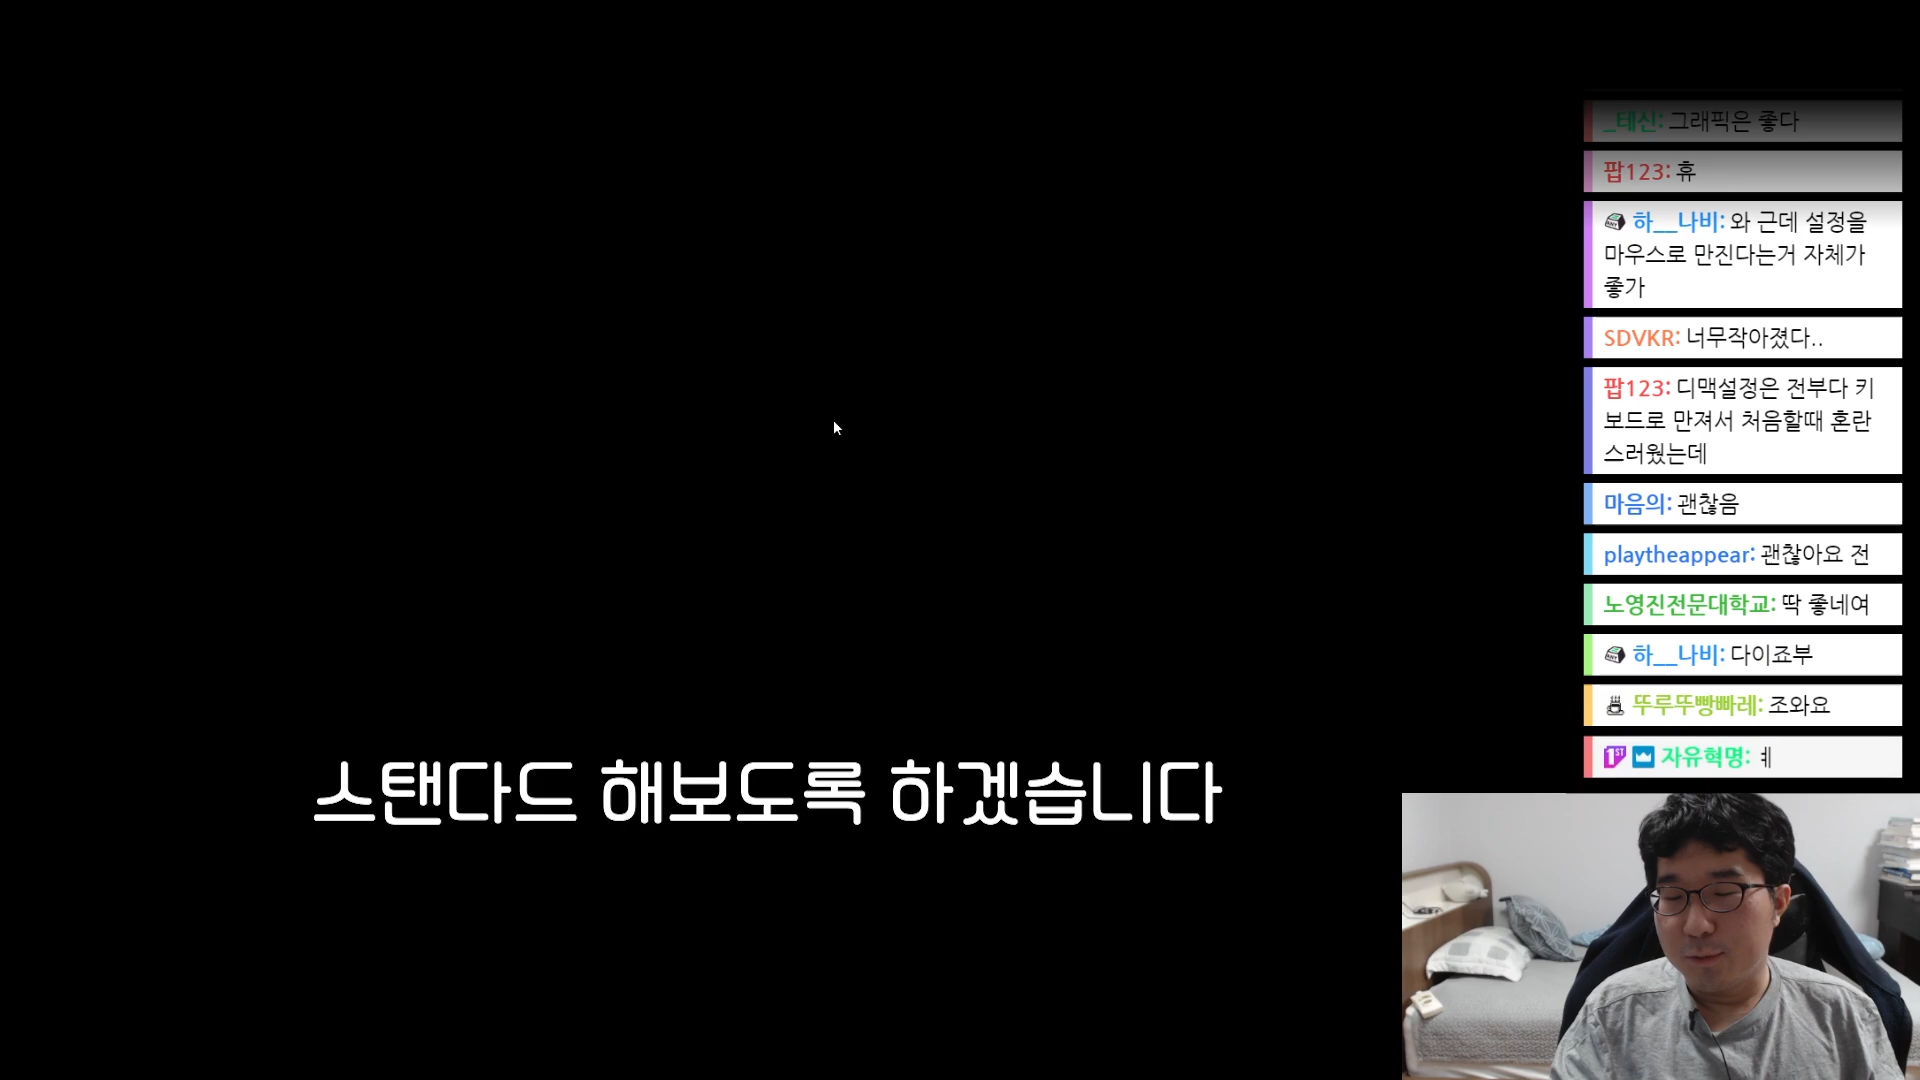 _태신: 그래픽은 좋다
팝123: 휴
하__나비: 와 근데 설정을
마우스로 만진다는거 자체가
좋가
SDVKR: 너무작아졌다..
팝123: 디맥설정은 전부다 키
보드로 만져서 처음할때 혼란
스러웠는데
마음의: 괜찮음
playtheappear: 괜찮아요 전
노영진전문대학교: 딱 좋네여
하__나비: 다이죠부
뚜루뚜빵빠레: 조와요
1ST 자유혁명: ㅖ
스탠다드 해보도록 하겠습니다